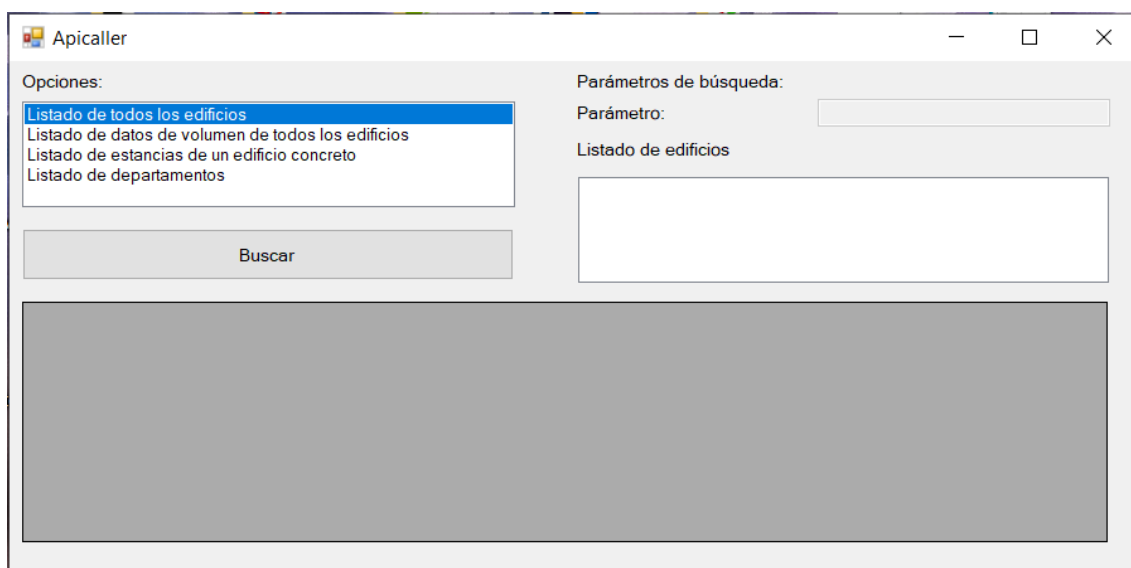 Apicaller
Opciones:
Listado de todos los edificios
Listado de datos de volumen de todos los edificios
Listado de estancias de un edificio concreto
Listado de departamentos
Buscar
Parámetros de búsqueda:
Parámetro:
Listado de edificios